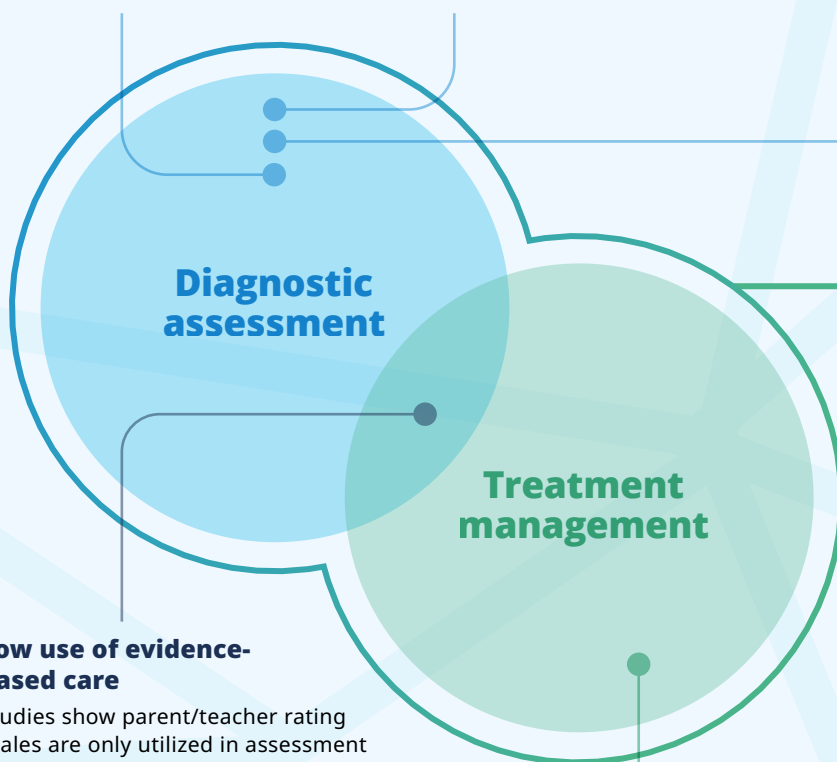 Diagnostic
assessment
Treatment
management
ow use of evidence-
ased care
udies show parent/teacher rating
ales are only utilized in assessment